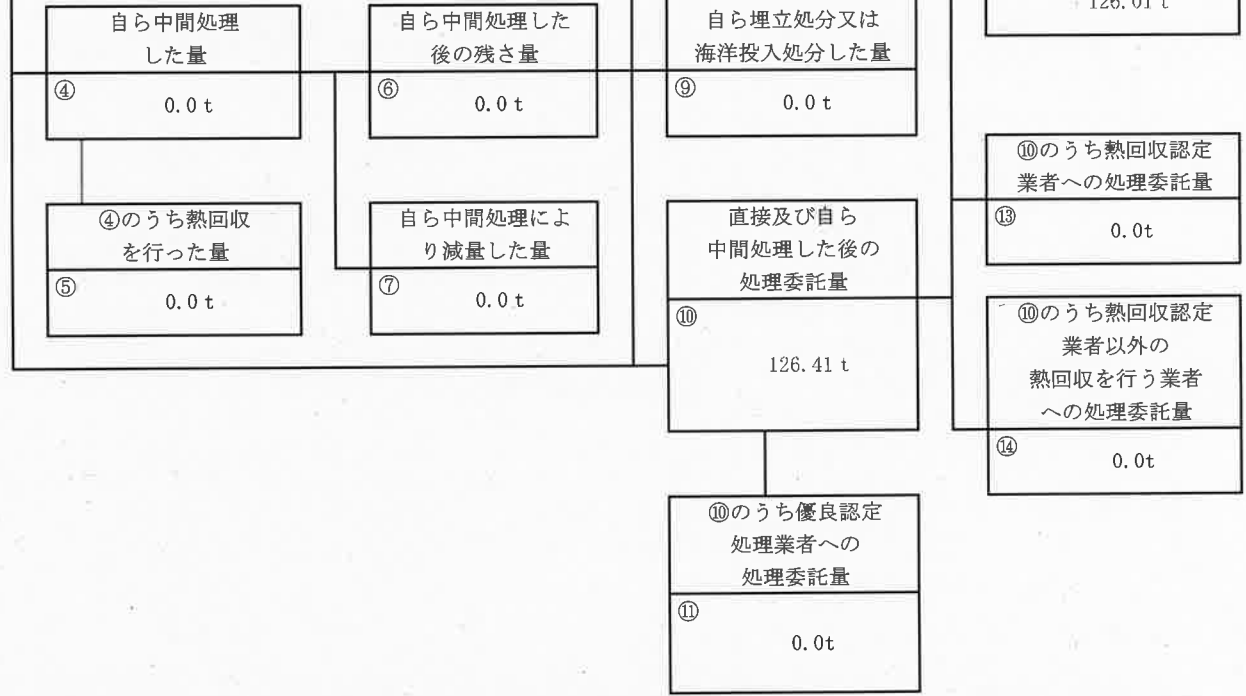 自ら中間処理
した量
④ 0.0 t
自ら中間処理した
後の残さ量
⑥ 0.0 t
自ら埋立処分又は
海洋投入処分した量
⑨ 0.0 t
126.01 t
④のうち熱回収
を行った量
⑤ 0.0 t
自ら中間処理によ
り減量した量
⑦ 0.0 t
直接及び自ら
中間処理した後の
処理委託量
⑩
126.41 t
⑩のうち熱回収認定
業者への処理委託量
⑬ 0.0t
⑩のうち熱回収認定
業者以外の
熱回収を行う業者
への処理委託量
⑭ 0.0t
⑩のうち優良認定
処理業者への
処理委託量
⑪
0.0t